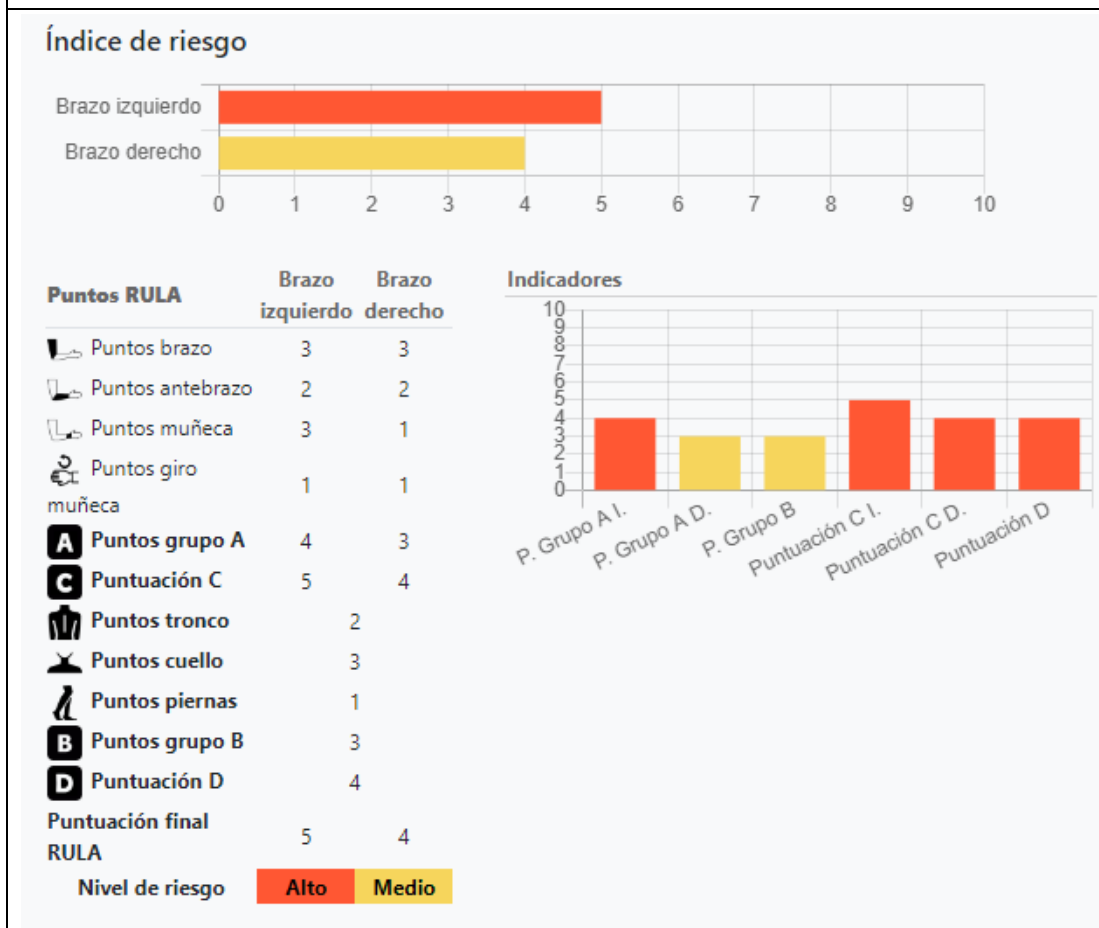 Índice de riesgo
Brazo izquierdo
Brazo derecho
0 1 2 3 4 5 6 7 8 9 10
Puntos RULA
Brazo izquierdo
Brazo derecho
Puntos brazo 3 3
Puntos antebrazo 2 2
Puntos muñeca 3 1
Puntos giro
muñeca 1 1
A Puntos grupo A 4 3
C Puntuación C 5 4
Puntos tronco 2
Puntos cuello 3
Puntos piernas 1
B Puntos grupo B 3
D Puntuación D 4
Puntuación final
RULA 5 4
Nivel de riesgo Alto Medio
Indicadores
10
9
8
7
6
5
4
3
2
1
0
P. Grupo A I.
P. Grupo A D.
P. Grupo B
Puntuación C I.
Puntuación C D.
Puntuación D